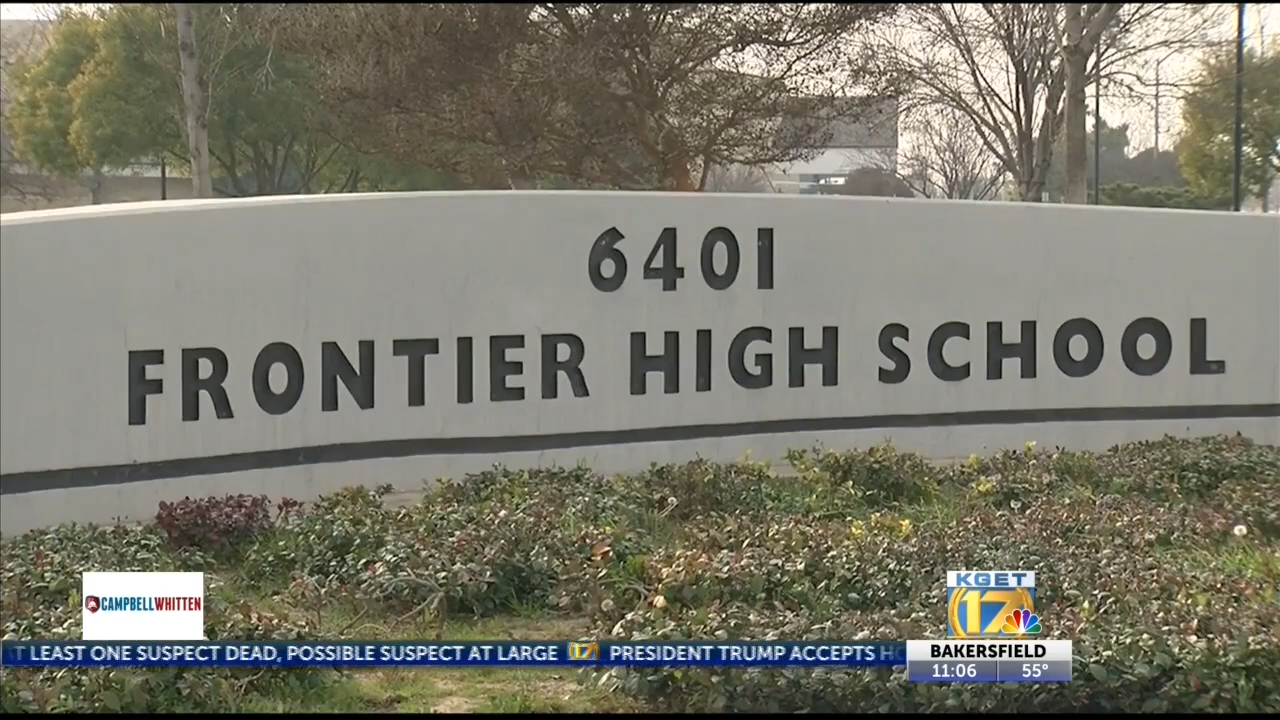 6401
FRONTIER HIGH SCHOOL
CAMPBELLWHITTEN
KGET
17
T LEAST ONE SUSPECT DEAD, POSSIBLE SUSPECT AT LARGE 17 PRESIDENT TRUMP ACCEPTS
BAKERSFIELD
11:06 55°